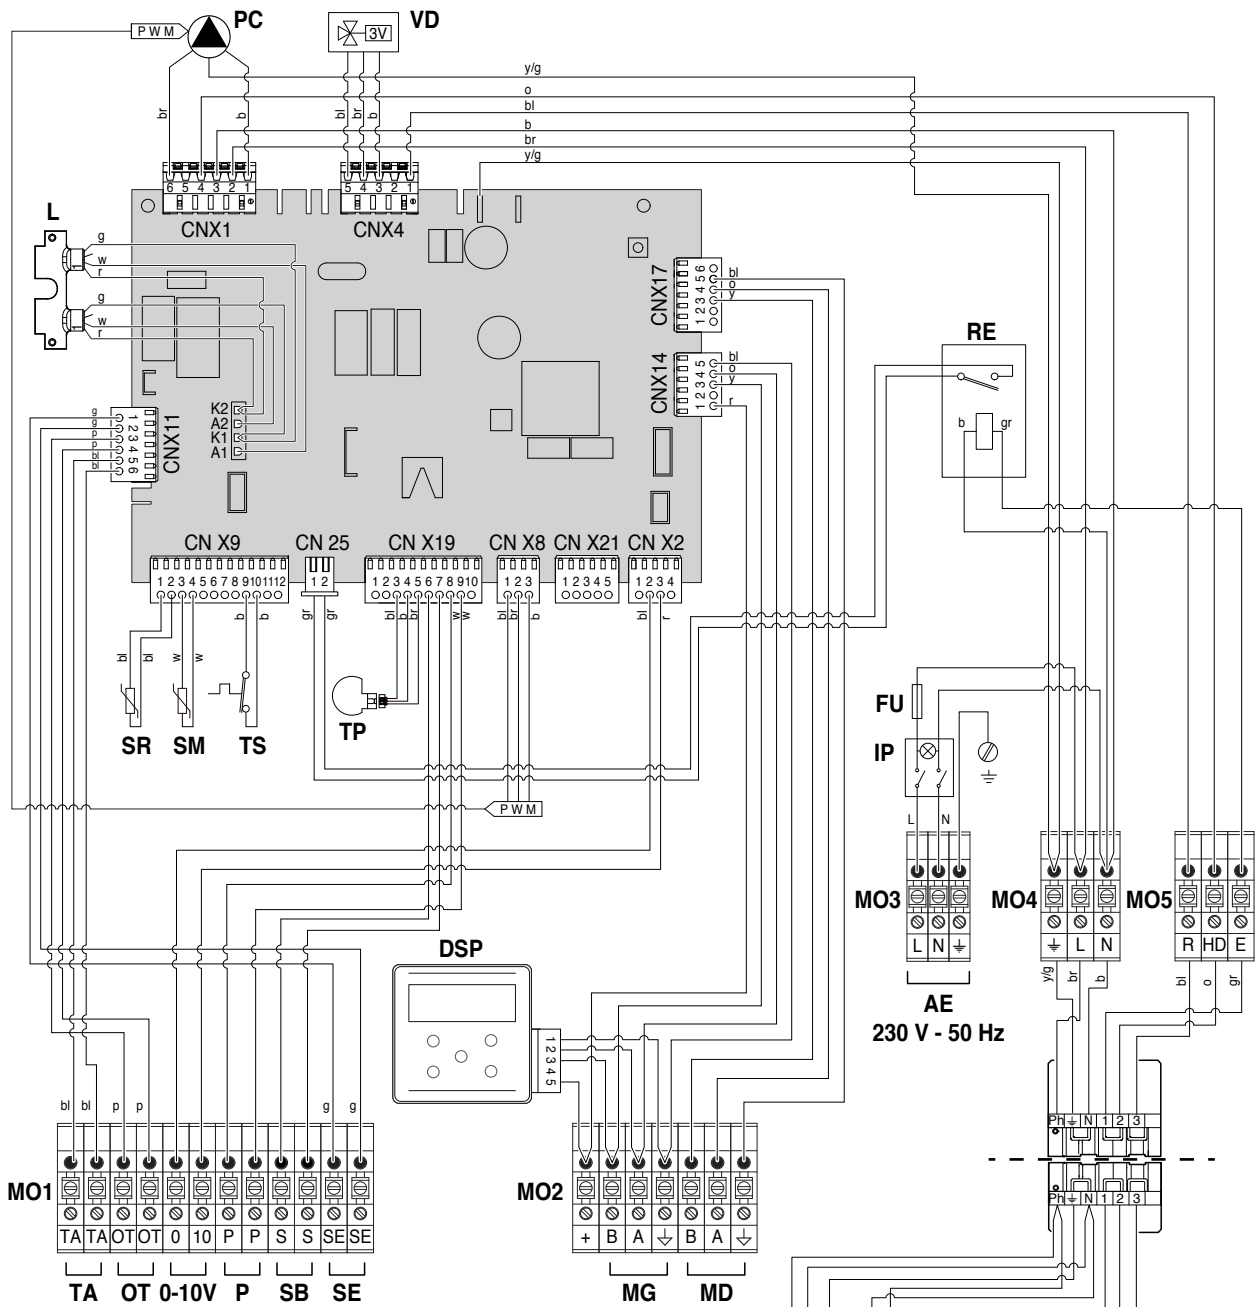 PWM PC VD
3V
y/g
o
bl
b
br
y/g
br b bl br b
6 5 4 3 2 1
5 4 3 2 1
L CNX1 CNX4
g
w
1
r
g
w
1
r
CNX17
1 2 3 4 5 6
bl
o
y
RE
b gr
CNX14
1 2 3 4 5
bl
o
y
r
K2
A2
K1
A1
CNX11
1 2 3 4 5 6
g
g
p
p
bl
bl
CN X9 CN 25 CN X19 CN X8 CN X21 CN X2
1 2 3 4 5 6 7 8 9 10 11 12
1 2
1 2 3 4 5 6 7 8 9 10
1 2 3
1 2 3 4 5
1 2 3 4
b b gr gr bl b br w w bl br b bl r
bl bl w w
SR SM TS TP
FU
IP
PWM
L N
MO3 MO4 MO5
L N
L N
R HD E
y/g br b bl o gr
AE
230 V - 50 Hz
DSP
1 2 3 4 5
bl bl p p g g
Ph N 1 2 3
Ph N 1 2 3
MO1 MO2
TA TA OT OT 0 10 P P S S SE SE
+ B A B A
TA OT 0-10V P SB SE
MG MD